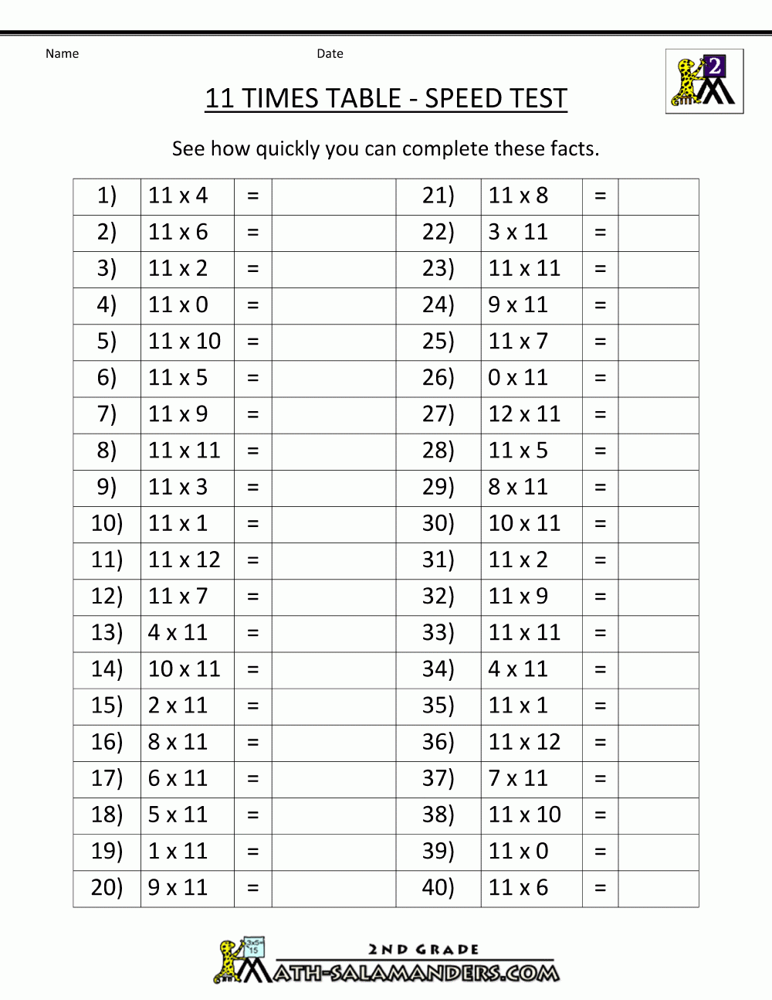 Name Date
2
11 TIMES TABLE - SPEED TEST
See how quickly you can complete these facts.
1) 11 x 4 = 21) 11 x 8 =
2) 11 x 6 = 22) 3 x 11 =
3) 11 x 2 = 23) 11 x 11 =
4) 11 x 0 = 24) 9 x 11 =
5) 11 x 10 = 25) 11 x 7 =
6) 11 x 5 = 26) 0 x 11 =
7) 11 x 9 = 27) 12 x 11 =
8) 11 x 11 = 28) 11 x 5 =
9) 11 x 3 = 29) 8 x 11 =
10) 11 x 1 = 30) 10 x 11 =
11) 11 x 12 = 31) 11 x 2 =
12) 11 x 7 = 32) 11 x 9 =
13) 4 x 11 = 33) 11 x 11 =
14) 10 x 11 = 34) 4 x 11 =
15) 2 x 11 = 35) 11 x 1 =
16) 8 x 11 = 36) 11 x 12 =
17) 6 x 11 = 37) 7 x 11 =
18) 5 x 11 = 38) 11 x 10 =
19) 1 x 11 = 39) 11 x 0 =
20) 9 x 11 = 40) 11 x 6 =
3x5=
15
2ND GRADE
MATH-SALAMANDERS.COM